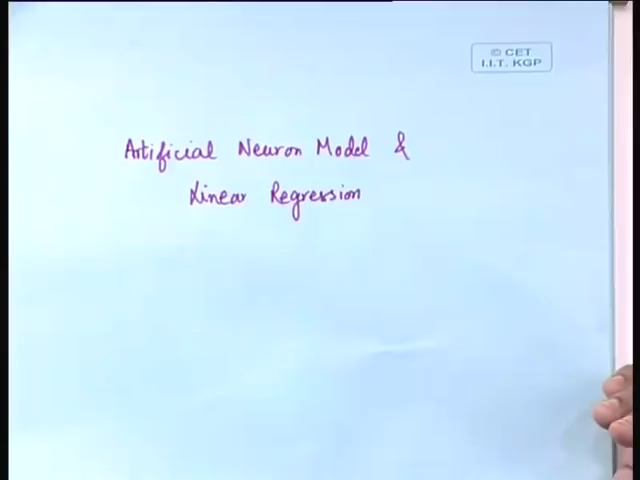 © CET
I.I.T. KGP
Artificial Neuron Model &
Linear Regression